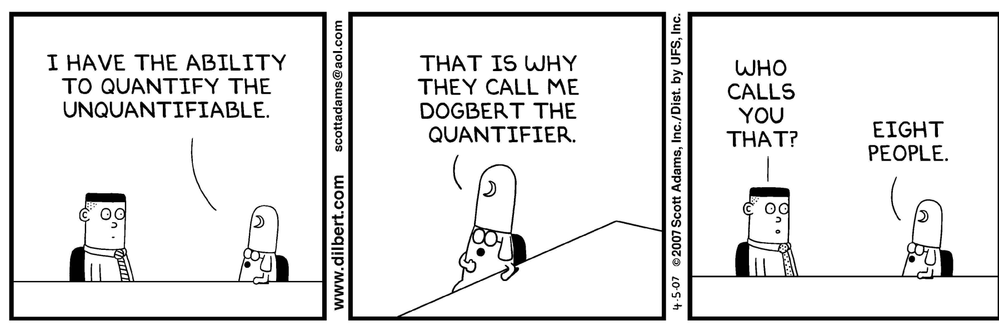 I HAVE THE ABILITY
TO QUANTIFY THE
UNQUANTIFIABLE.
www.dilbert.com scottadams@aol.com
THAT IS WHY
THEY CALL ME
DOGBERT THE
QUANTIFIER.
4-5-07 ©2007 Scott Adams, Inc./Dist. by UFS, Inc.
WHO
CALLS
YOU
THAT?
EIGHT
PEOPLE.